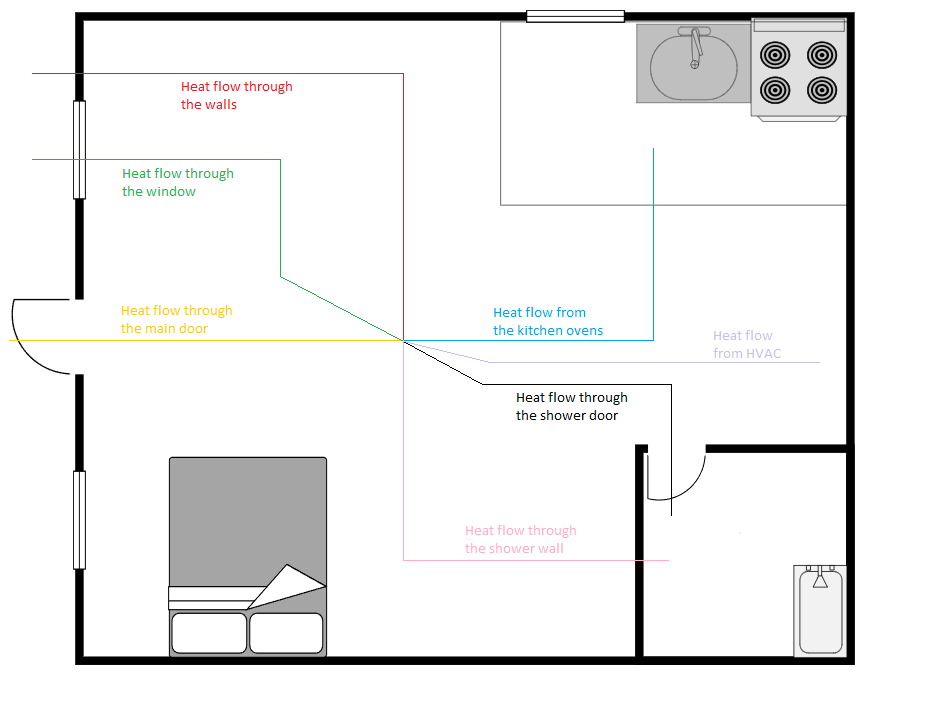 Heat flow through
the walls
Heat flow through
the window
Heat flow through
the main door
Heat flow from
the kitchen ovens
Heat flow
from HVAC
Heat flow through
the shower door
Heat flow through
the shower wall